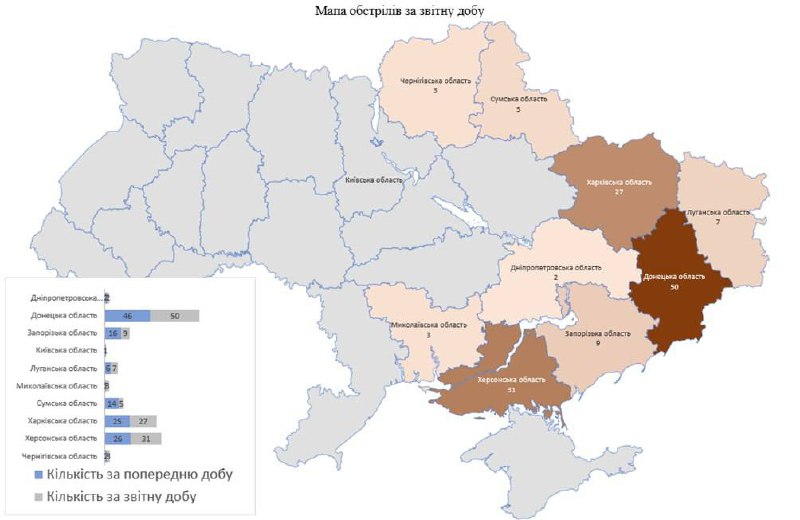 Мапа обстрілів за звітну добу
Чернігівська область
3
Сумська область
5
Харківська область
27
Київська область
Луганська область
7
Дніпропетровська область
2
Донецька область
50
Миколаївська область
3
Запорізька область
9
Херсонська область
31
Дніпропетровська...
Донецька область 46 50
Запорізька область 16 9
Київська область 1
Луганська область 6 7
Миколаївська область
Сумська область 14 5
Харківська область 25 27
Херсонська область 26 31
Чернігівська область
Кількість за попередню добу
Кількість за звітну добу